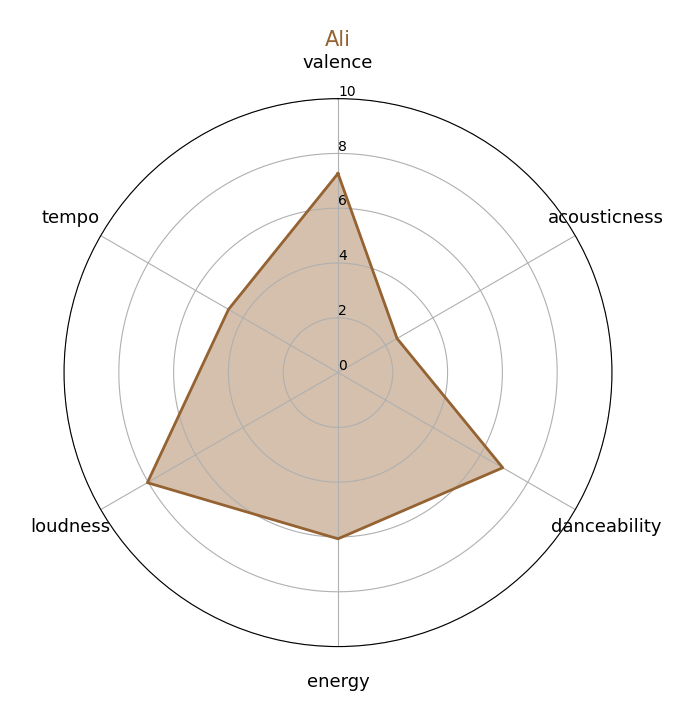 Ali
valence
10
8
tempo
6
acousticness
4
2
0
loudness
danceability
energy